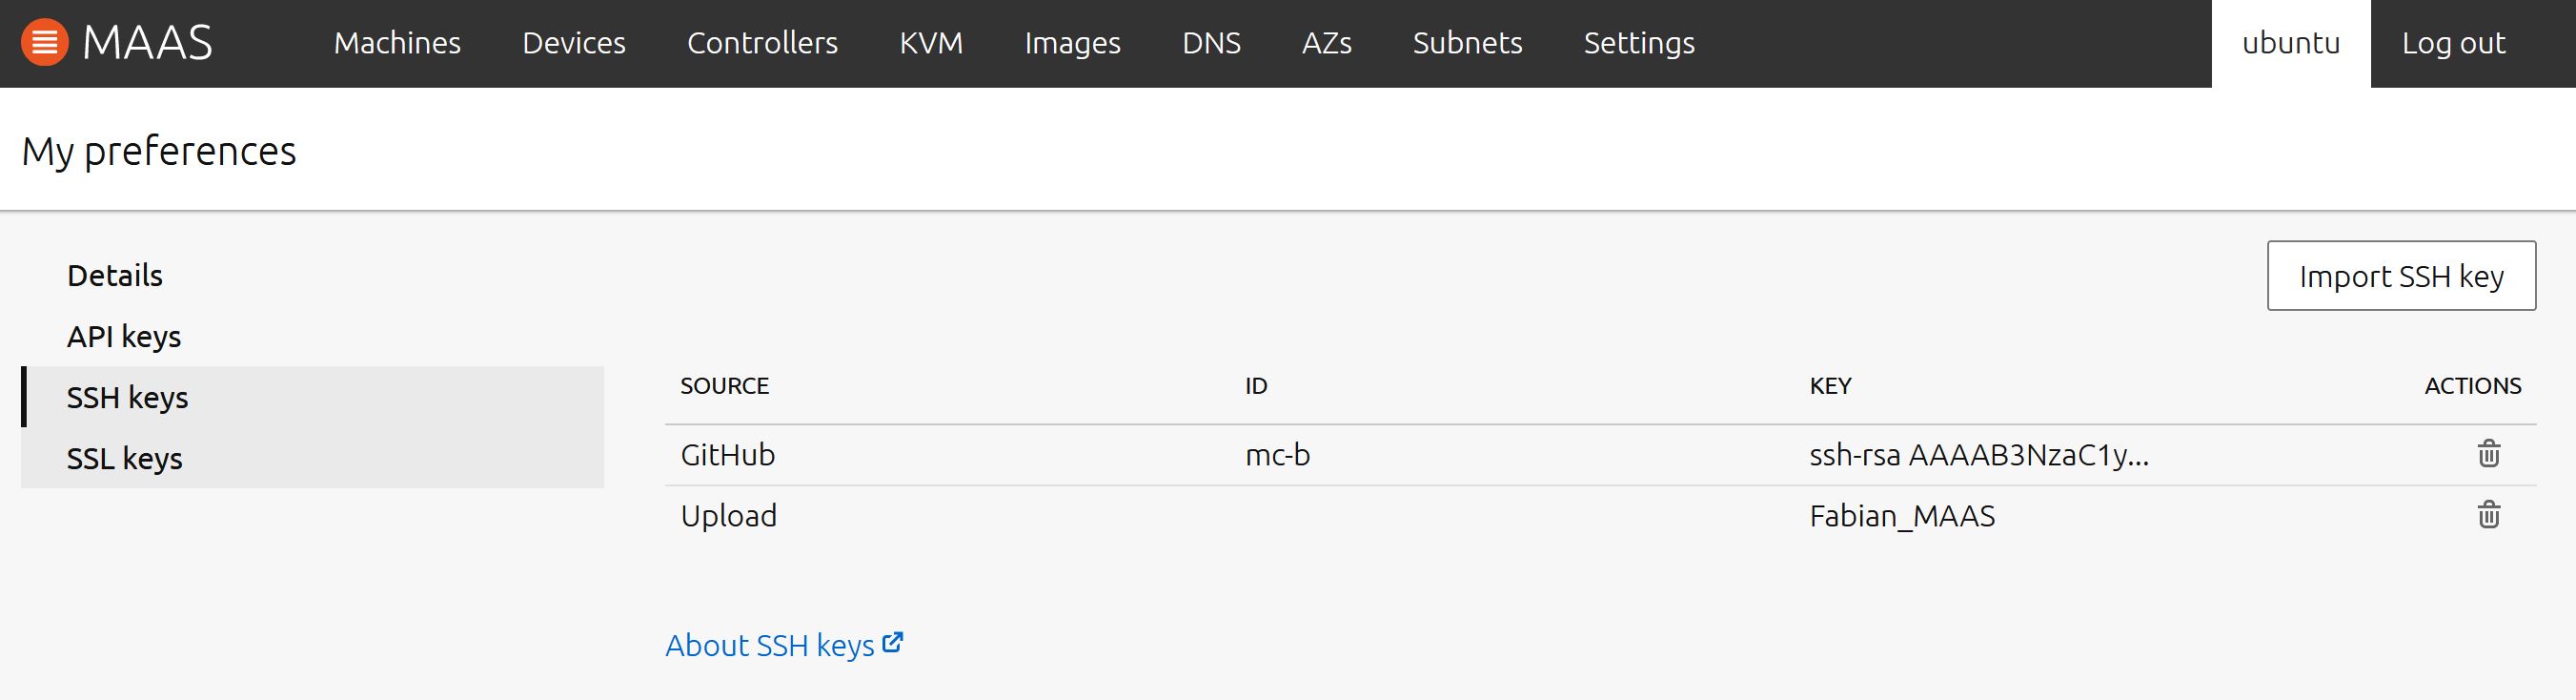 MAAS Machines Devices Controllers KVM Images DNS AZs Subnets Settings ubuntu Log out
My preferences
Details
API keys
SSH keys
SSL keys
Import SSH key
SOURCE ID KEY ACTIONS
GitHub mc-b ssh-rsa AAAAB3NzaC1y...
Upload Fabian_MAAS
About SSH keys